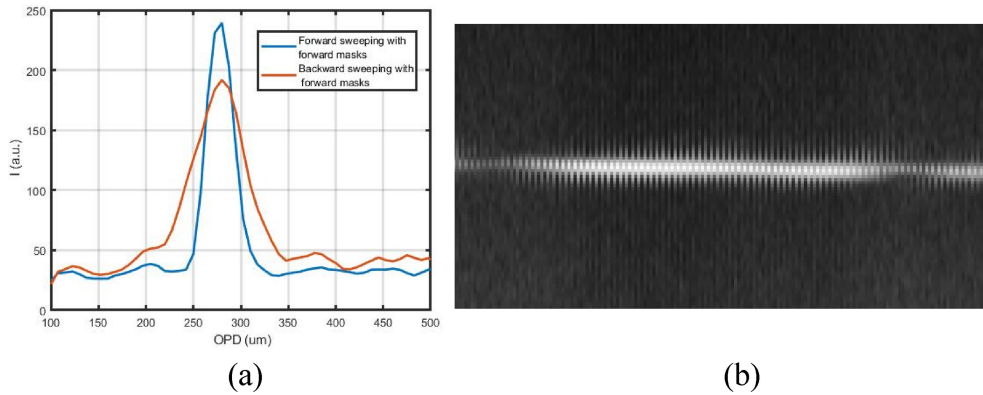 250
200
150
100
50
0
I (a.u.)
Forward sweeping with
forward masks
Backward sweeping with
forward masks
100 150 200 250 300 350 400 450 500
OPD (um)
(a)
(b)